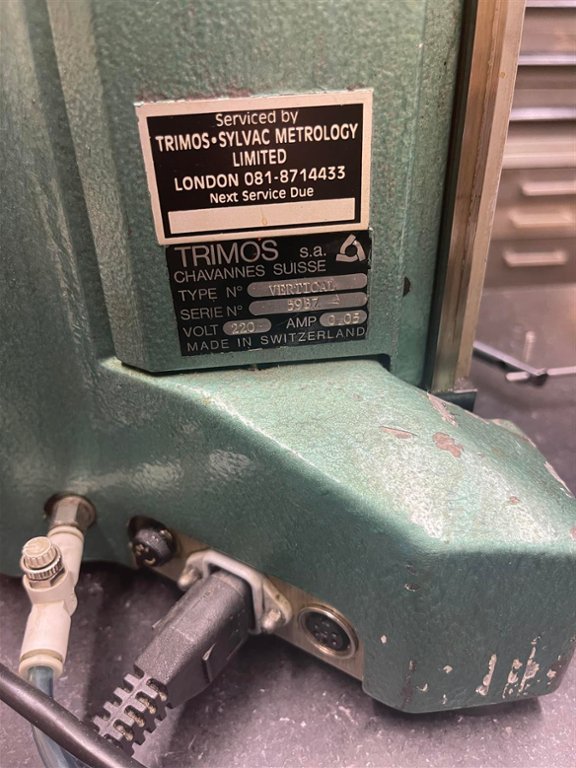 Serviced by
TRIMOS•SYLVAC METROLOGY
LIMITED
LONDON 081-8714433
Next Service Due
TRIMOS s.a.
CHAVANNES SUISSE
TYPE N° VERTICAL
SERIE N°
VOLT 220 AMP 0.05
MADE IN SWITZERLAND